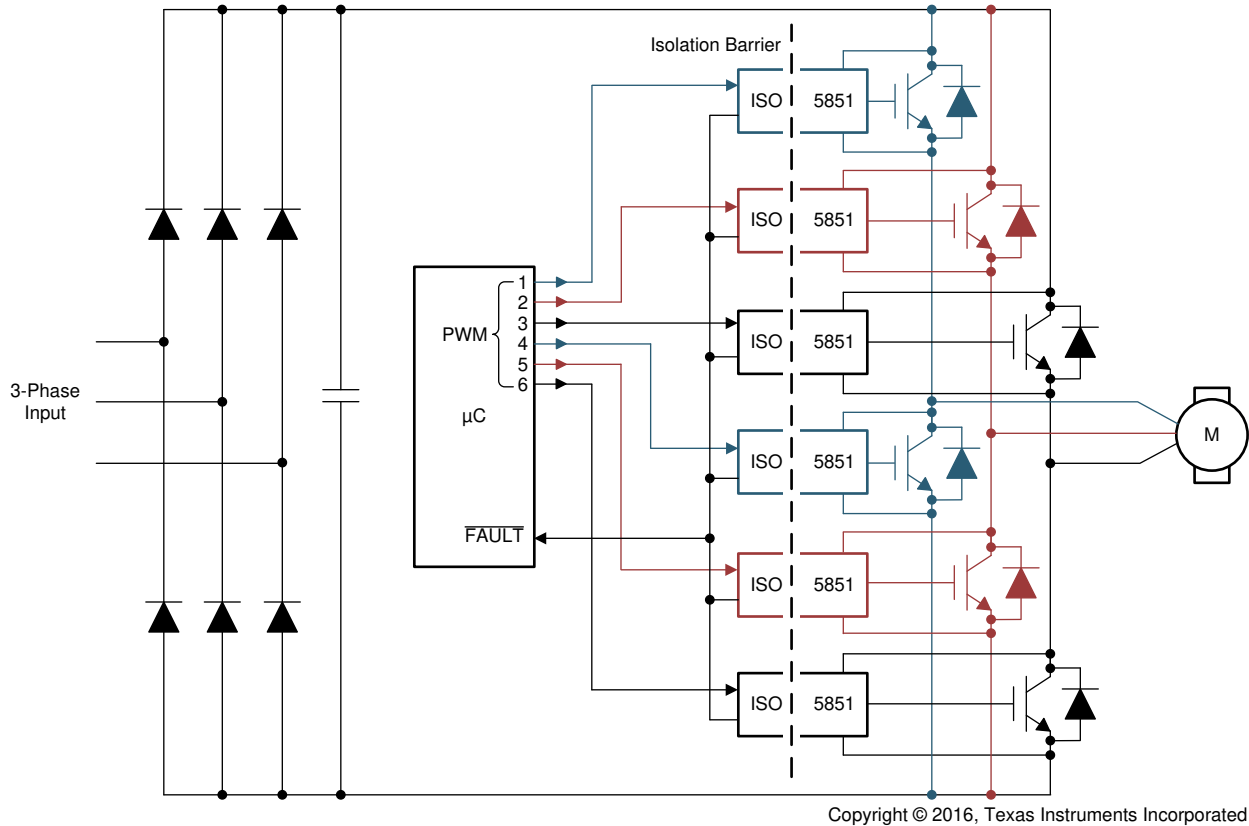 Isolation Barrier
ISO 5851
ISO 5851
1
2
3
4
5
6
PWM
ISO 5851
3-Phase
Input
µC
M
ISO 5851
FAULT
ISO 5851
ISO 5851
Copyright © 2016, Texas Instruments Incorporated